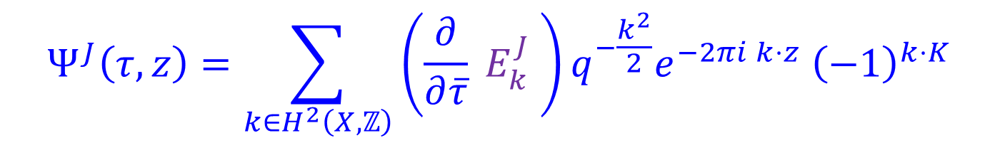 Ψ^J(τ, z) = ∑_{k∈H^2(X,ℤ)} (∂/∂τ̄ E_k^J) q^{-k^2/2} e^{-2πi k·z} (−1)^{k·K}